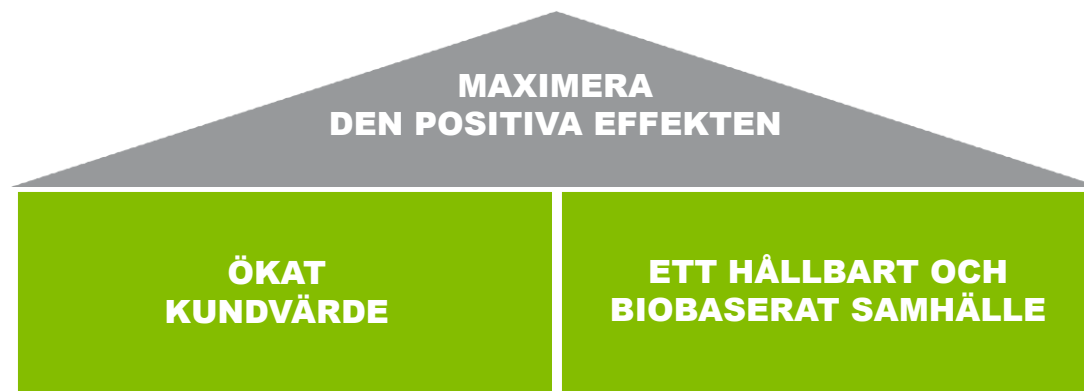 MAXIMERA
DEN POSITIVA EFFEKTEN
ÖKAT
KUNDVÄRDE
ETT HÅLLBART OCH
BIOBASERAT SAMHÄLLE